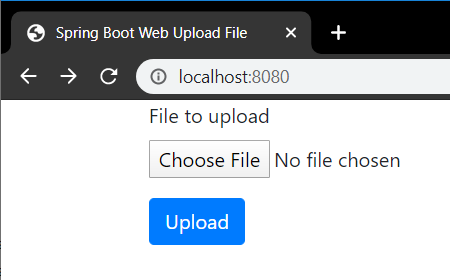 Spring Boot Web Upload File
localhost:8080
File to upload
Choose File No file chosen
Upload